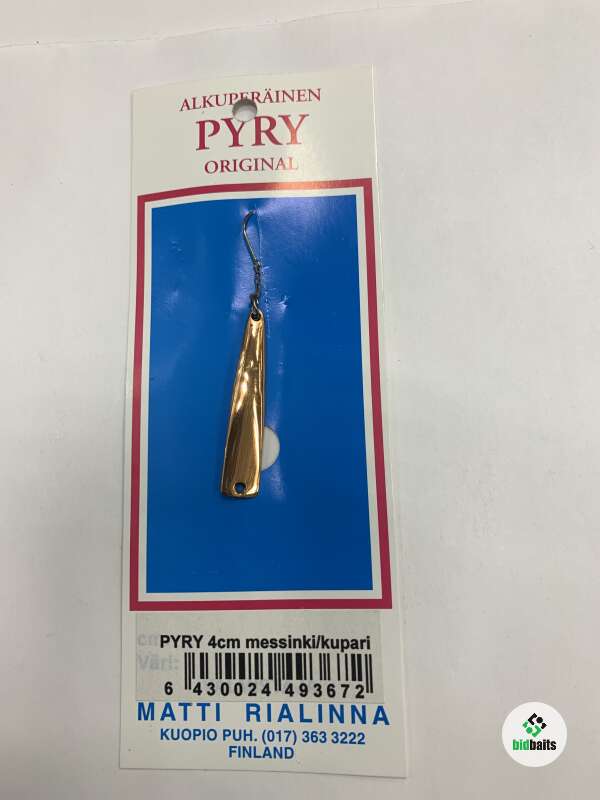 ALKUPERÄINEN
PYRY
ORIGINAL
PYRY 4cm messinki/kupari
cm
Väri:
6 430024 493672
MATTI RIALINNA
KUOPIO PUH. (017) 363 3222
FINLAND
bidbaits